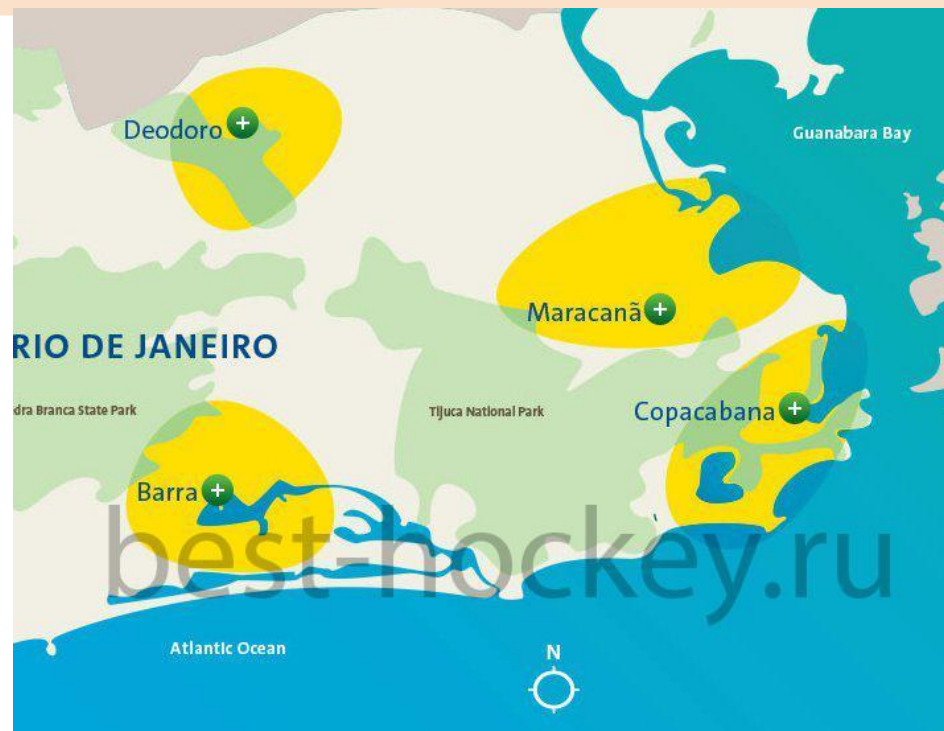 Deodoro
Guanabara Bay
Maracanã
RIO DE JANEIRO
dra Branca State Park
Tijuca National Park
Copacabana
Barra
best-hockey.ru
Atlantic Ocean
N